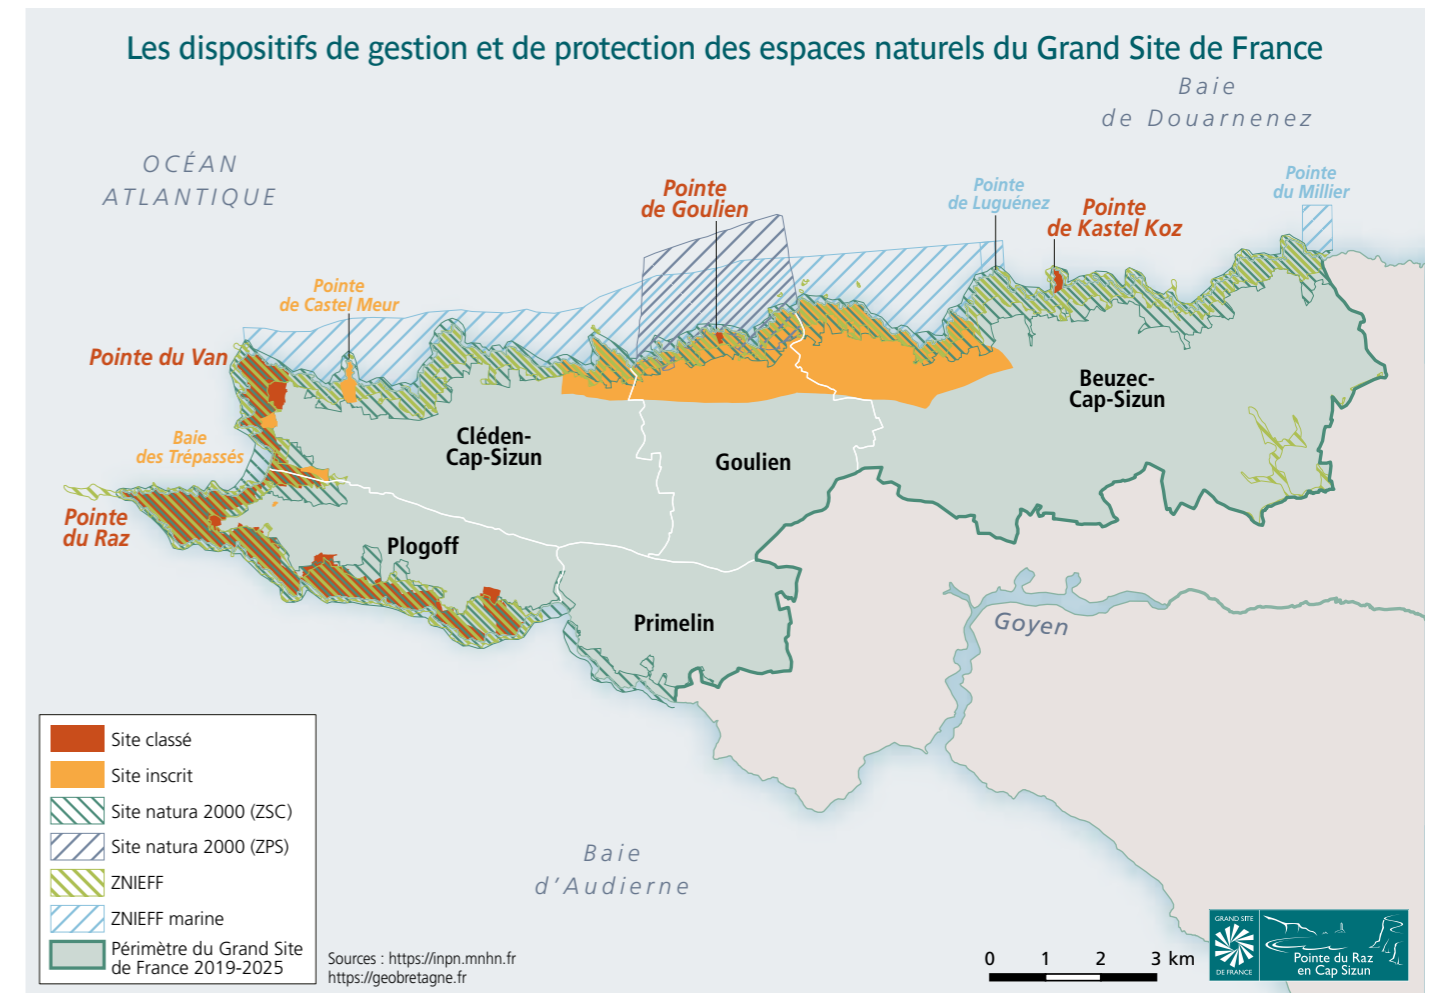 Les dispositifs de gestion et de protection des espaces naturels du Grand Site de France
Baie
de Douarnenez
OCÉAN
ATLANTIQUE
Pointe
de Goulien
Pointe
de Luguénez
Pointe
de Kastel Koz
Pointe
du Millier
Pointe
de Castel Meur
Pointe du Van
Baie
des Trépassés
Pointe
du Raz
Cléden-
Cap-Sizun
Goulien
Beuzec-
Cap-Sizun
Plogoff
Primelin
Goyen
Baie
d'Audierne
Site classé
Site inscrit
Site natura 2000 (ZSC)
Site natura 2000 (ZPS)
ZNIEFF
ZNIEFF marine
Périmètre du Grand Site
de France 2019-2025
Sources : https://inpn.mnhn.fr
https://geobretagne.fr
0 1 2 3 km
GRAND SITE
DE FRANCE
Pointe du Raz
en Cap Sizun